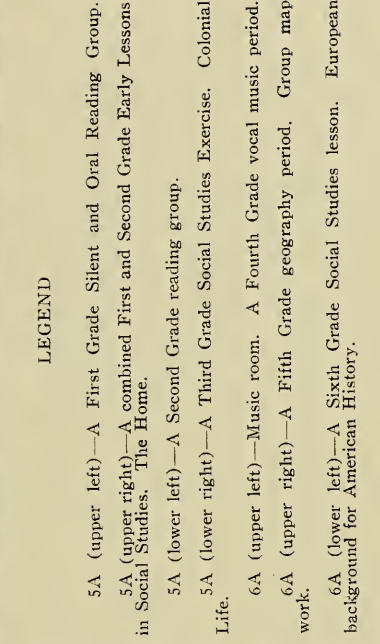 LEGEND
5A (upper left)—A First Grade Silent and Oral Reading Group.
5A (upper right)—A combined First and Second Grade Early Lessons
in Social Studies. The Home.
5A (lower left)—A Second Grade reading group.
5A (lower right)—A Third Grade Social Studies Exercise. Colonial
Life.
6A (upper left)—Music room. A Fourth Grade vocal music period.
6A (upper right)—A Fifth Grade geography period. Group map
work.
6A (lower left)—A Sixth Grade Social Studies lesson. European
background for American History.